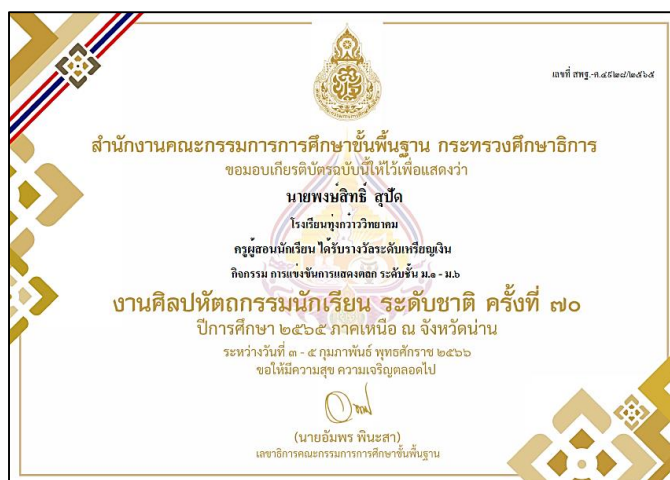 เลขที่ สพฐ.-ศ.๔๕๒๘/๒๕๖๕
สำนักงานคณะกรรมการการศึกษาขั้นพื้นฐาน กระทรวงศึกษาธิการ
ขอมอบเกียรติบัตรฉบับนี้ให้ไว้เพื่อแสดงว่า
นายพงษ์สิทธิ์ สุปัด
โรงเรียนทุ่งกว๋าววิทยาคม
ครูผู้สอนนักเรียน ได้รับรางวัลระดับเหรียญเงิน
กิจกรรม การแข่งขันการแสดงตลก ระดับชั้น ม.๑ - ม.๖
งานศิลปหัตถกรรมนักเรียน ระดับชาติ ครั้งที่ ๗๐
ปีการศึกษา ๒๕๖๕ ภาคเหนือ ณ จังหวัดน่าน
ระหว่างวันที่ ๓ - ๕ กุมภาพันธ์ พุทธศักราช ๒๕๖๖
ขอให้มีความสุข ความเจริญตลอดไป
(นายอัมพร พินะสา)
เลขาธิการคณะกรรมการการศึกษาขั้นพื้นฐาน